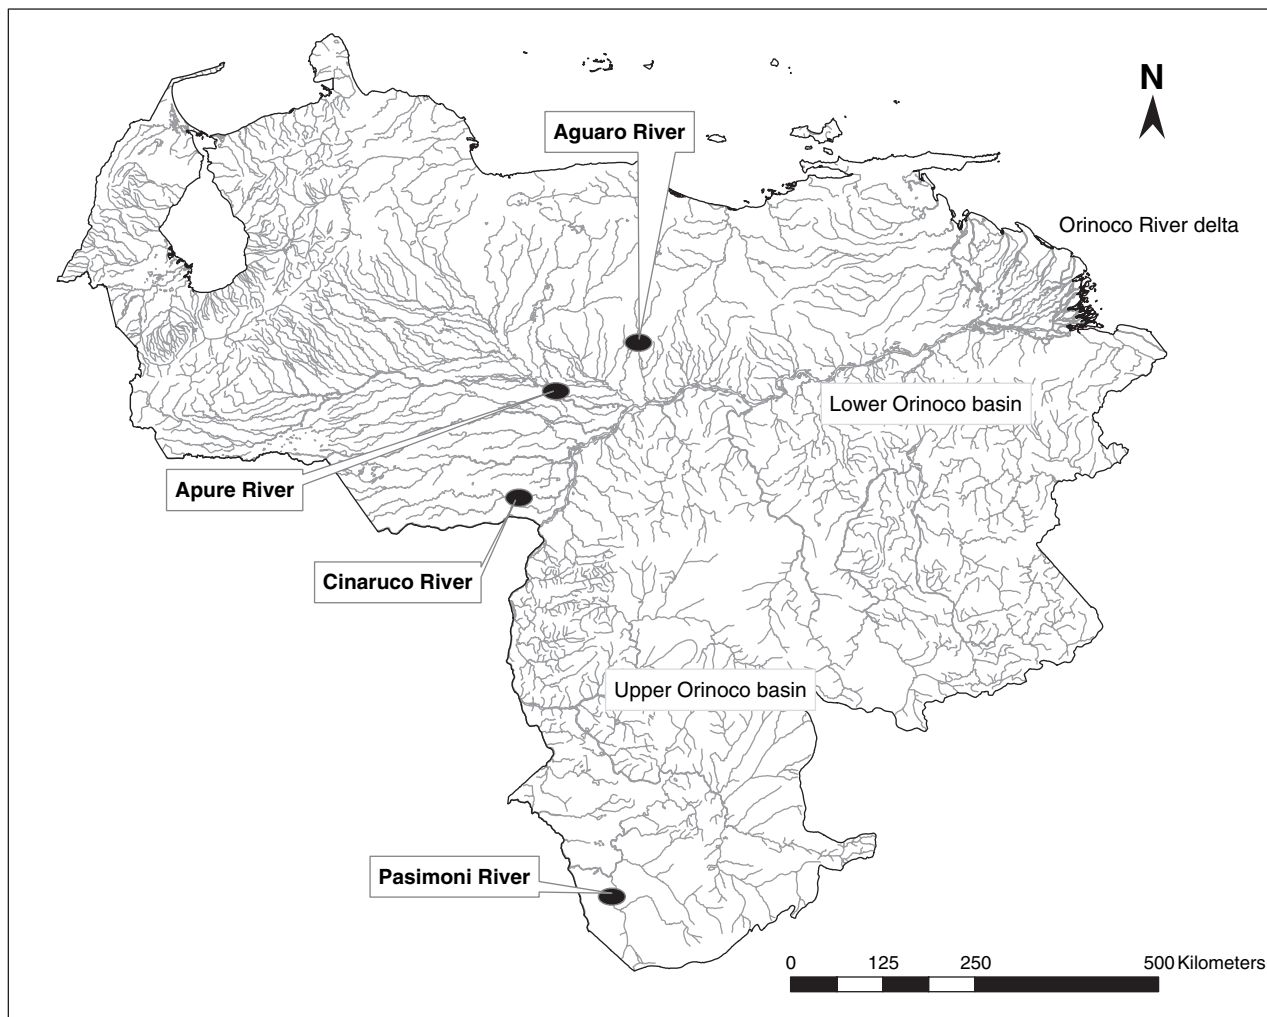 N
Aguaro River
Orinoco River delta
Lower Orinoco basin
Apure River
Cinaruco River
Upper Orinoco basin
Pasimoni River
0 125 250 500 Kilometers